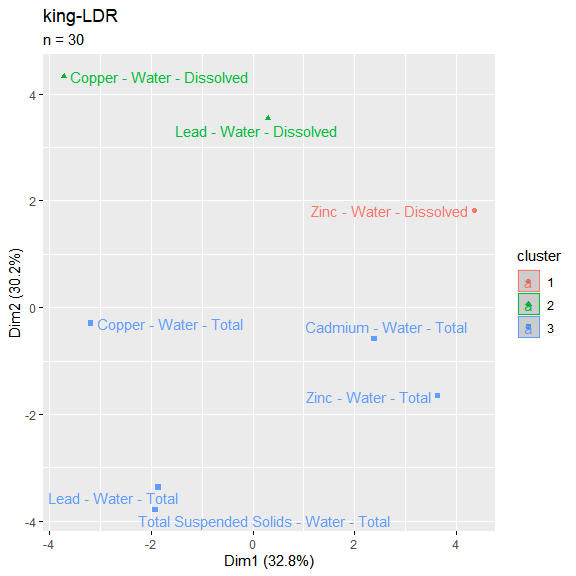 king-LDR
n = 30
Copper - Water - Dissolved
Lead - Water - Dissolved
Zinc - Water - Dissolved
Copper - Water - Total
Cadmium - Water - Total
Zinc - Water - Total
Lead - Water - Total
Total Suspended Solids - Water - Total
4
2
0
-2
-4
Dim2 (30.2%)
-4
-2
0
2
4
Dim1 (32.8%)
cluster
1
2
3